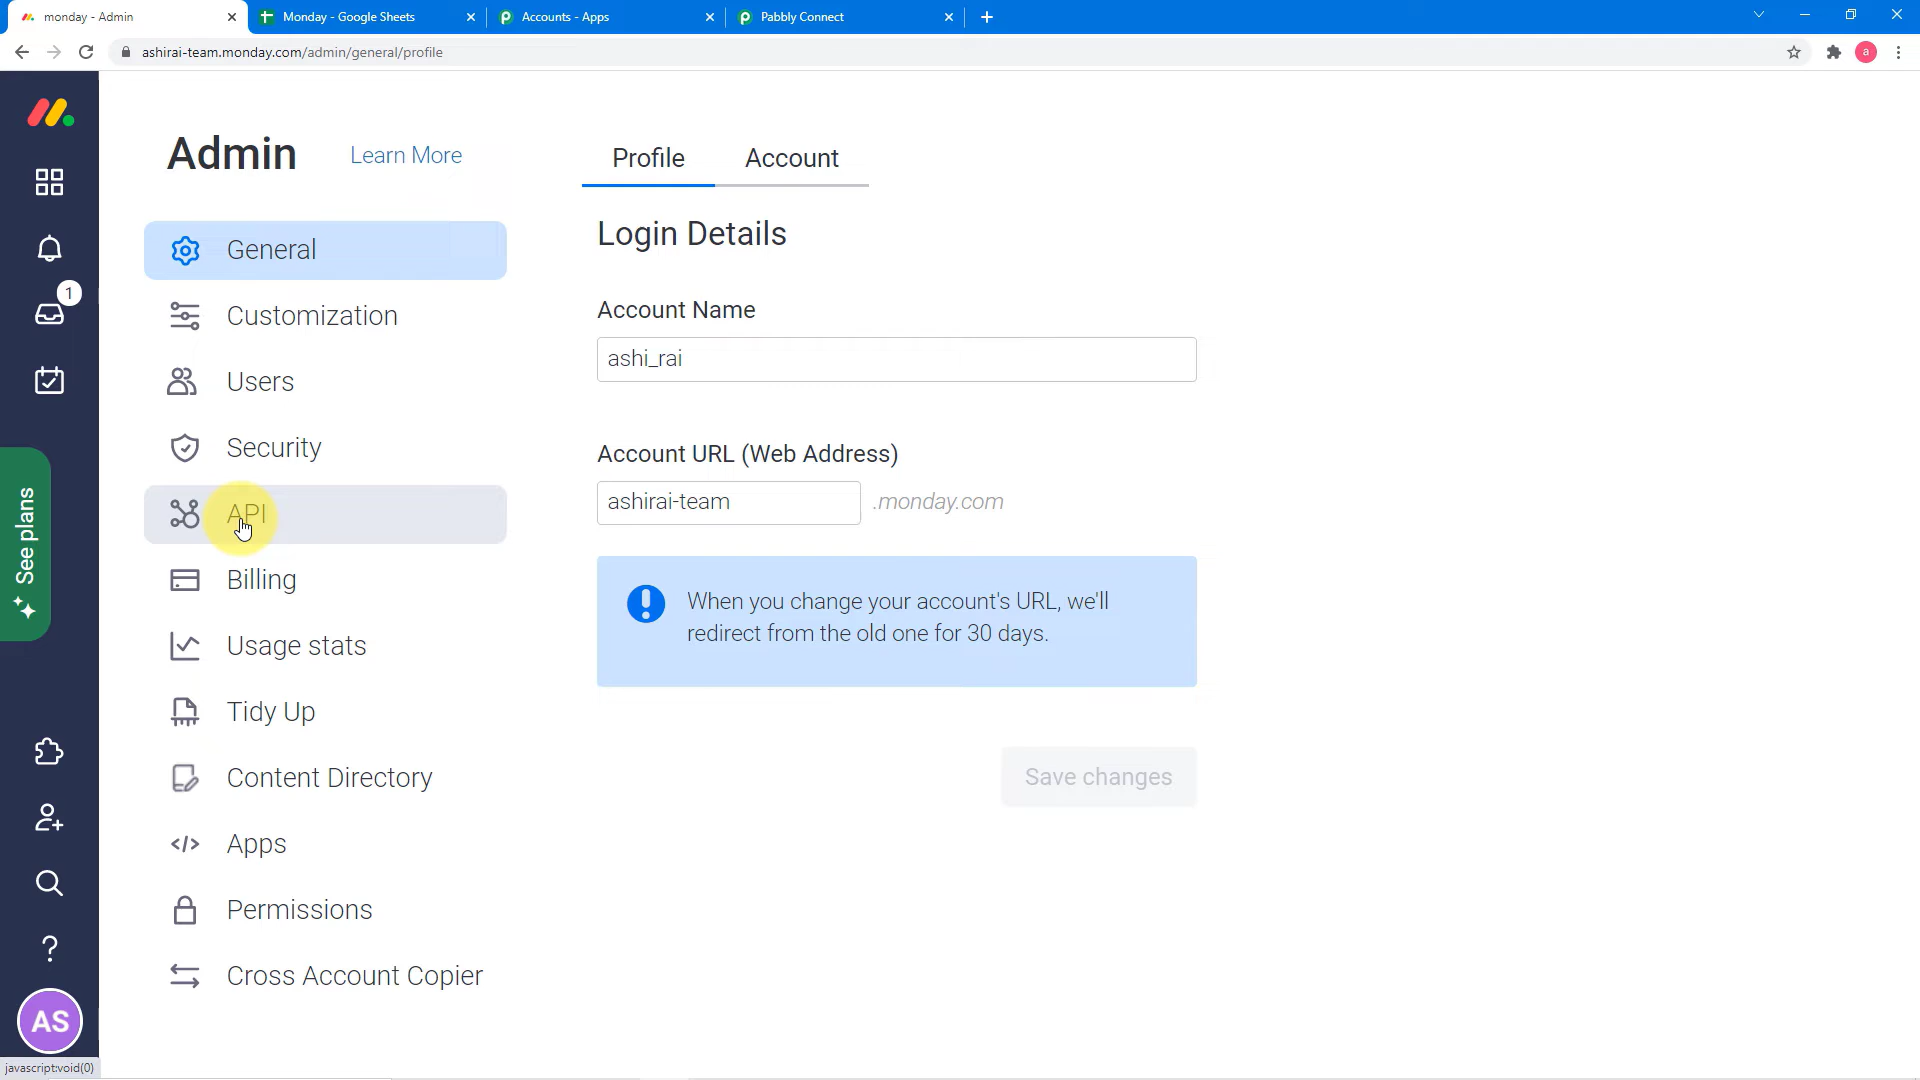 monday - Admin
Monday - Google Sheets
Accounts - Apps
Pabbly Connect
ashirai-team.monday.com/admin/general/profile
a
Admin
Learn More
Profile
Account
Login Details
General
Account Name
ashi_rai
1
Customization
Users
Security
Account URL (Web Address)
ashirai-team
.monday.com
API
See plans
Billing
When you change your account's URL, we'll
redirect from the old one for 30 days.
Usage stats
Tidy Up
Content Directory
Save changes
Apps
Permissions
Cross Account Copier
AS
javascript:void(0)